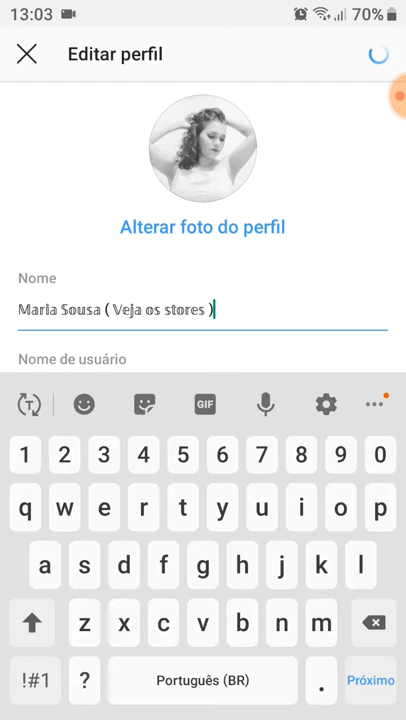 13:03
70%
Editar perfil
Alterar foto do perfil
Nome
𝕄𝕒𝕣𝕚𝕒 𝕊𝕠𝕦𝕤𝕒 ( 𝕍𝕖𝕛𝕒 𝕠𝕤 𝕤𝕥𝕠𝕣𝕖𝕤 )
Nome de usuário
T GIF
1 2 3 4 5 6 7 8 9 0
q w e r t y u i o p
a s d f g h j k l
z x c v b n m
!#1 ? Português (BR) . Próximo